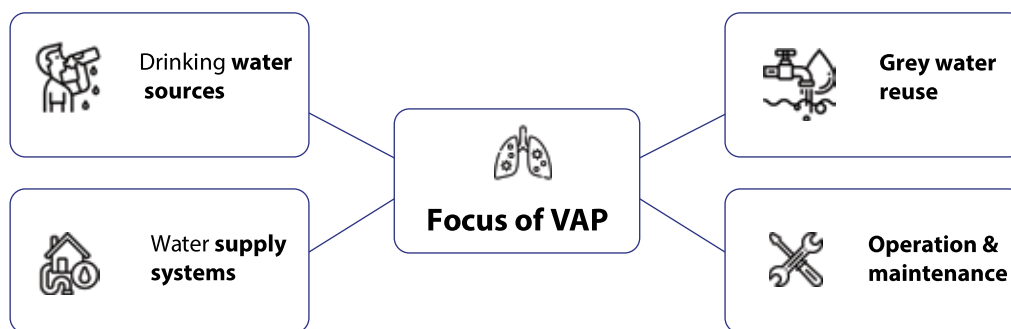 Drinking water
sources
Water supply
systems
Focus of VAP
Grey water
reuse
Operation &
maintenance